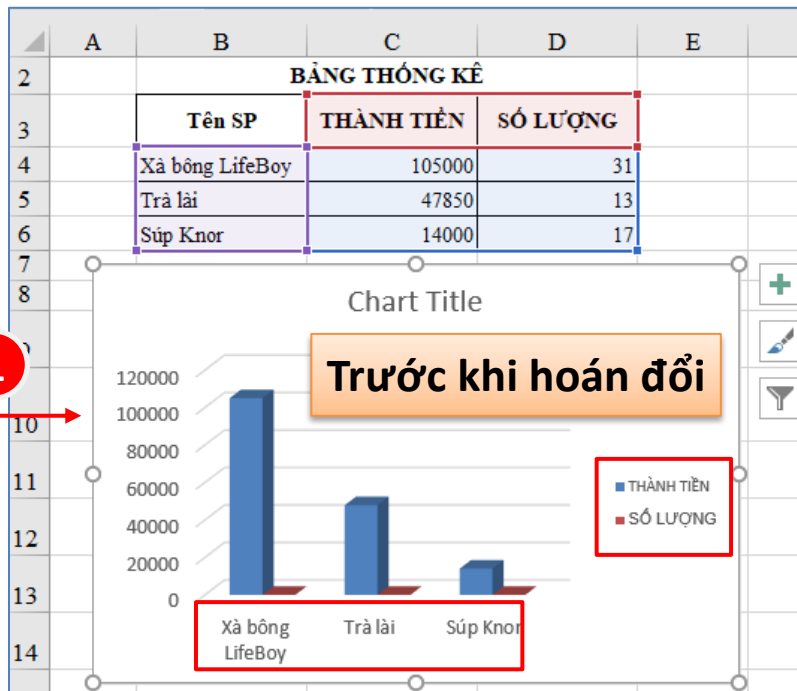 A B C D E
2 BẢNG THỐNG KÊ
3 Tên SP THÀNH TIỀN SỐ LƯỢNG
4 Xà bông LifeBoy 105000 31
5 Trà lài 47850 13
6 Súp Knor 14000 17
7
8
Chart Title
Trước khi hoán đổi
10
11
12
13
14
120000
100000
80000
60000
40000
20000
0
THÀNH TIỀN
SỐ LƯỢNG
Xà bông Trà lài Súp Knor
LifeBoy